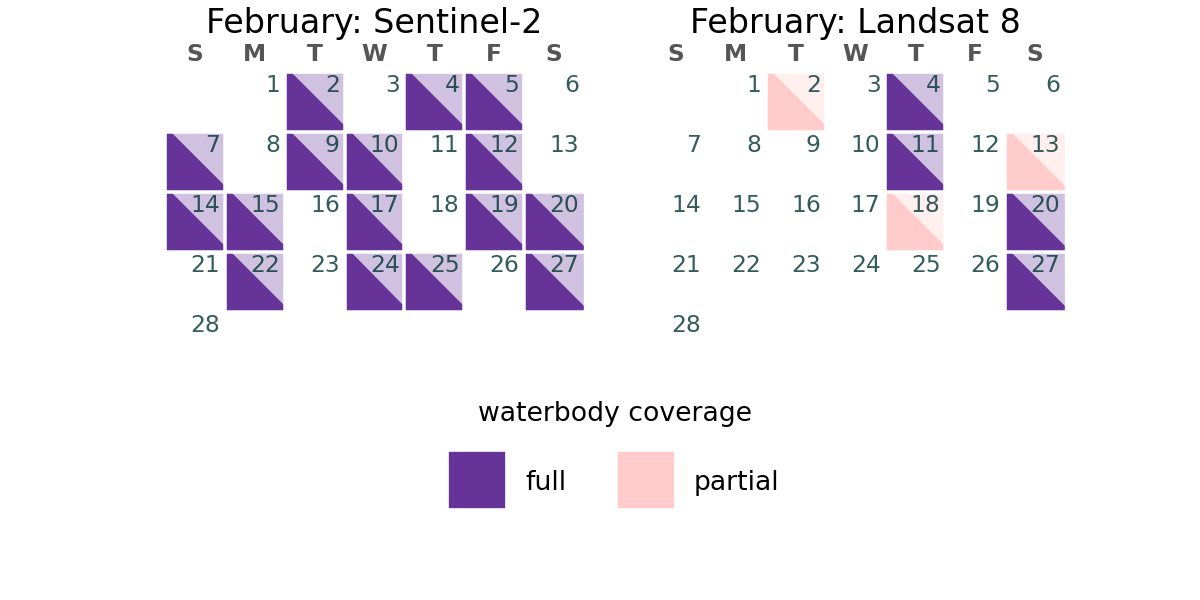 February: Sentinel-2
S M T W T F S
1 2 3 4 5 6
7 8 9 10 11 12 13
14 15 16 17 18 19 20
21 22 23 24 25 26 27
28
February: Landsat 8
S M T W T F S
1 2 3 4 5 6
7 8 9 10 11 12 13
14 15 16 17 18 19 20
21 22 23 24 25 26 27
28
waterbody coverage
full partial